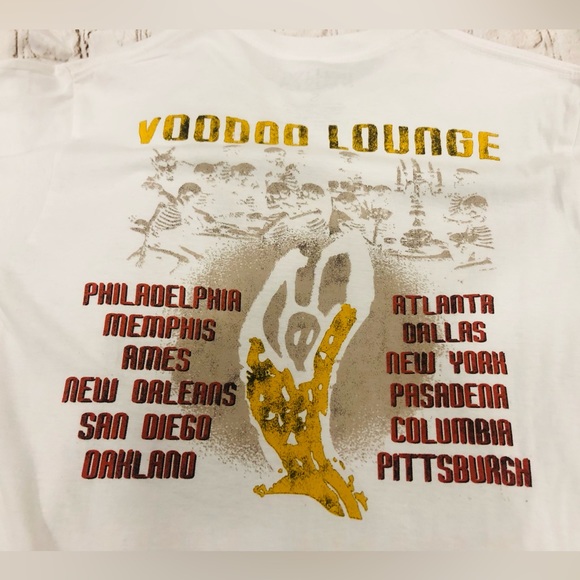 VOODOO LOUNGE
PHILADELPHIA
MEMPHIS
AMES
NEW ORLEANS
SAN DIEGO
OAKLAND
ATLANTA
DALLAS
NEW YORK
PASADENA
COLUMBIA
PITTSBURGH